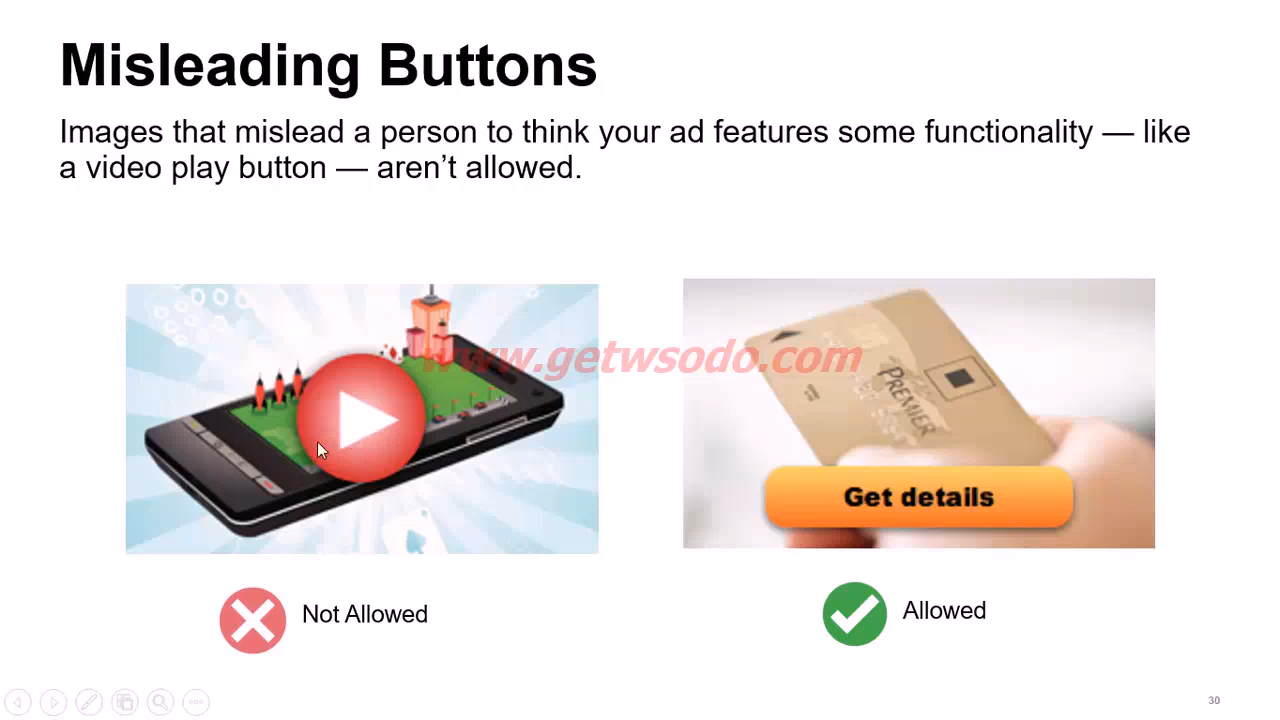 Misleading Buttons
Images that mislead a person to think your ad features some functionality — like
a video play button — aren’t allowed.
www.getwsodo.com
PREMIER
Get details
Not Allowed
Allowed
30